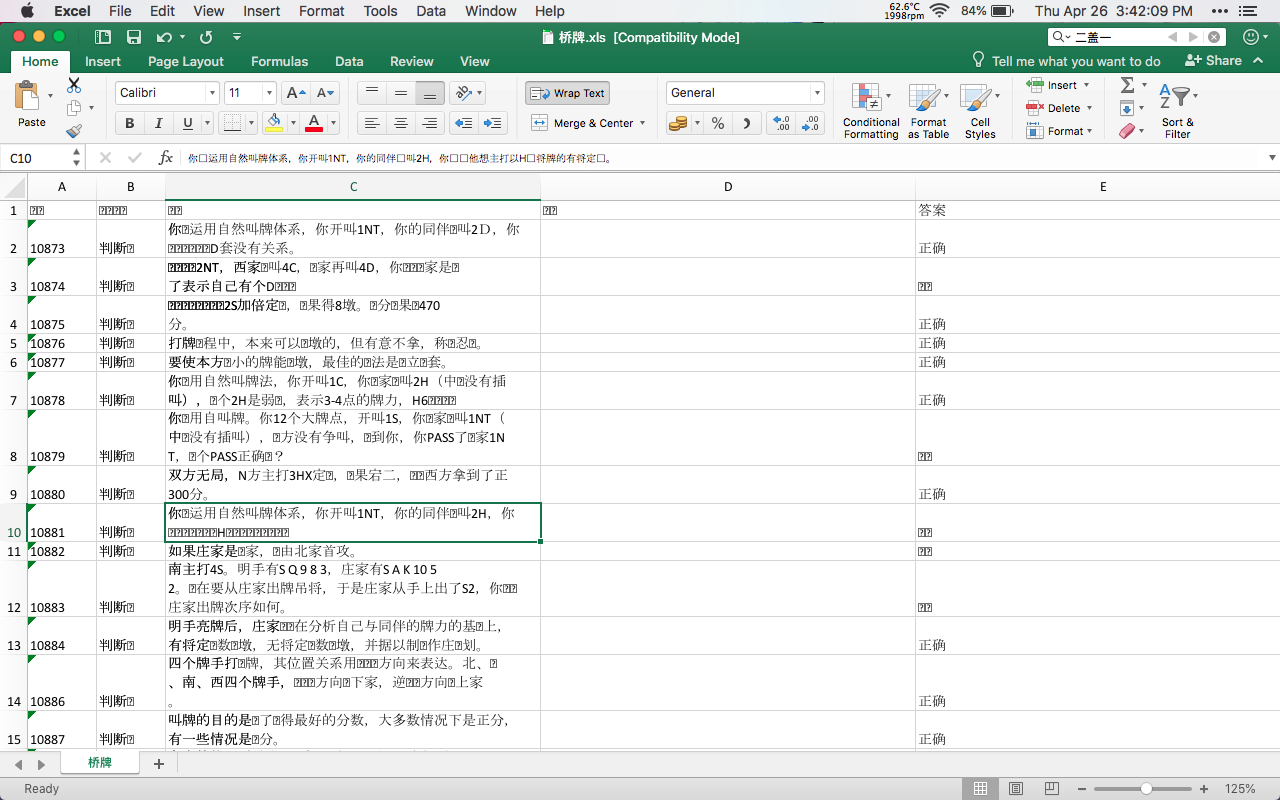 Excel File Edit View Insert Format Tools Data Window Help 62.6°C 1998rpm 84% Thu Apr 26 3:42:09 PM
桥牌.xls [Compatibility Mode] 二盖一
Home Insert Page Layout Formulas Data Review View Tell me what you want to do Share
Paste Calibri 11 Wrap Text General Insert
B I U Merge & Center % Conditional Formatting Format as Table Cell Styles Delete Format Sort & Filter
C10 fx 你□运用自然叫牌体系，你开叫1NT，你的同伴□叫2H，你□□□他想主打以H□将牌的有将定□。
A B C D E
1 □□ □□□□ □□ □□ 答案
你□运用自然叫牌体系，你开叫1NT，你的同伴□叫2D，你
2 10873 判断□ □□□□□□D套没有关系。 正确
□□□□2NT，西家□叫4C，□家再叫4D，你□□□家是□
3 10874 判断□ 了表示自己有个D□□□ □□
□□□□□□□□2S加倍定□，□果得8墩。□分□果□470
4 10875 判断□ 分。 正确
5 10876 判断□ 打牌□程中，本来可以□墩的，但有意不拿，称□忍□。 正确
6 10877 判断□ 要使本方□小的牌能□墩，最佳的□法是□立□套。 正确
你□用自然叫牌法，你开叫1C，你□家□叫2H（中□没有插
7 10878 判断□ 叫），□个2H是弱□，表示3-4点的牌力，H6□□□□ 正确
你□用自叫牌。你12个大牌点，开叫1S，你□家□叫1NT（
中□没有插叫），□方没有争叫，□到你，你PASS了□家1N
8 10879 判断□ T，□个PASS正确□？ □□
双方无局，N方主打3HX定□，□果宕二，□□西方拿到了正
9 10880 判断□ 300分。 正确
你□运用自然叫牌体系，你开叫1NT，你的同伴□叫2H，你
10 10881 判断□ □□□□□□□H□□□□□□□□□ □□
11 10882 判断□ 如果庄家是□家，□由北家首攻。 □□
南主打4S。明手有S Q 9 8 3，庄家有S A K 10 5
2。□在要从庄家出牌吊将，于是庄家从手上出了S2，你□□
12 10883 判断□ 庄家出牌次序如何。 □□
明手亮牌后，庄家□□在分析自己与同伴的牌力的基□上，
13 10884 判断□ 有将定□数□墩，无将定□数□墩，并据以制□作庄□划。 正确
四个牌手打□牌，其位置关系用□□□方向来表达。北、□
、南、西四个牌手，□□□方向□下家，逆□□方向□上家
14 10886 判断□ 。 正确
叫牌的目的是□了□得最好的分数，大多数情况下是正分，
15 10887 判断□ 有一些情况是□分。 正确
桥牌
Ready 125%